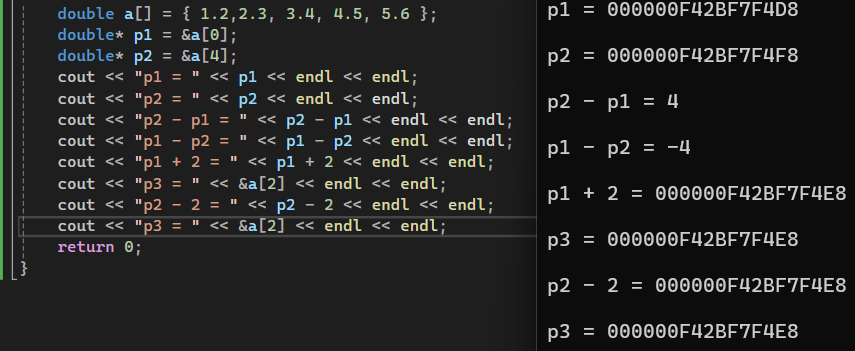 double a[] = { 1.2,2.3, 3.4, 4.5, 5.6 };
double* p1 = &a[0];
double* p2 = &a[4];
cout << "p1 = " << p1 << endl << endl;
cout << "p2 = " << p2 << endl << endl;
cout << "p2 - p1 = " << p2 - p1 << endl << endl;
cout << "p1 - p2 = " << p1 - p2 << endl << endl;
cout << "p1 + 2 = " << p1 + 2 << endl << endl;
cout << "p3 = " << &a[2] << endl << endl;
cout << "p2 - 2 = " << p2 - 2 << endl << endl;
cout << "p3 = " << &a[2] << endl << endl;
return 0;
}
p1 = 000000F42BF7F4D8
p2 = 000000F42BF7F4F8
p2 - p1 = 4
p1 - p2 = -4
p1 + 2 = 000000F42BF7F4E8
p3 = 000000F42BF7F4E8
p2 - 2 = 000000F42BF7F4E8
p3 = 000000F42BF7F4E8